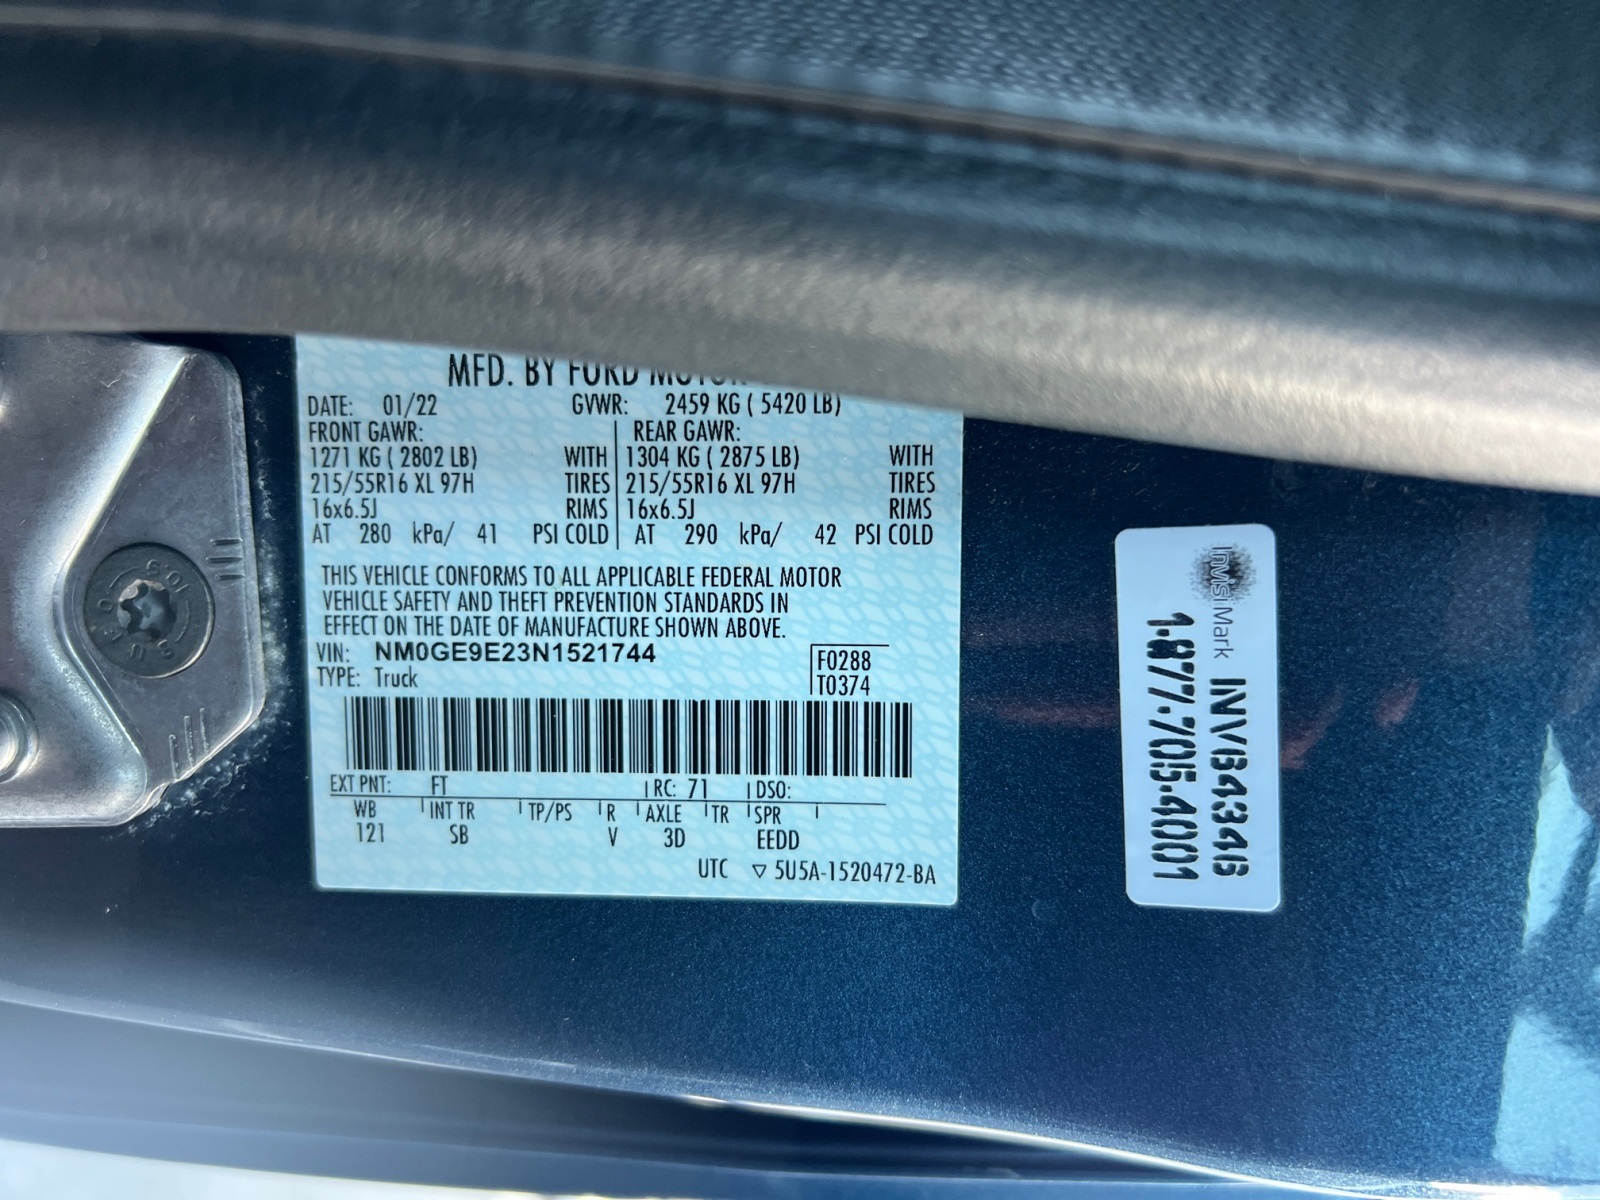 MFD. BY FORD MOTOR
DATE: 01/22 GVWR: 2459 KG ( 5420 LB)
FRONT GAWR: REAR GAWR:
1271 KG ( 2802 LB) WITH 1304 KG ( 2875 LB) WITH
215/55R16 XL 97H TIRES 215/55R16 XL 97H TIRES
16x6.5J RIMS 16x6.5J RIMS
AT 280 kPa/ 41 PSI COLD AT 290 kPa/ 42 PSI COLD
THIS VEHICLE CONFORMS TO ALL APPLICABLE FEDERAL MOTOR
VEHICLE SAFETY AND THEFT PREVENTION STANDARDS IN
EFFECT ON THE DATE OF MANUFACTURE SHOWN ABOVE.
VIN: NM0GE9E23N1521744
F0288
TYPE: Truck
T0374
EXT PNT: FT RC: 71 DSO:
WB INT TR TP/PS R AXLE TR SPR
121 SB V 3D EEDD
UTC ▽ 5U5A-1520472-BA
InvisiMark
INV6434346
1.877.705.4001